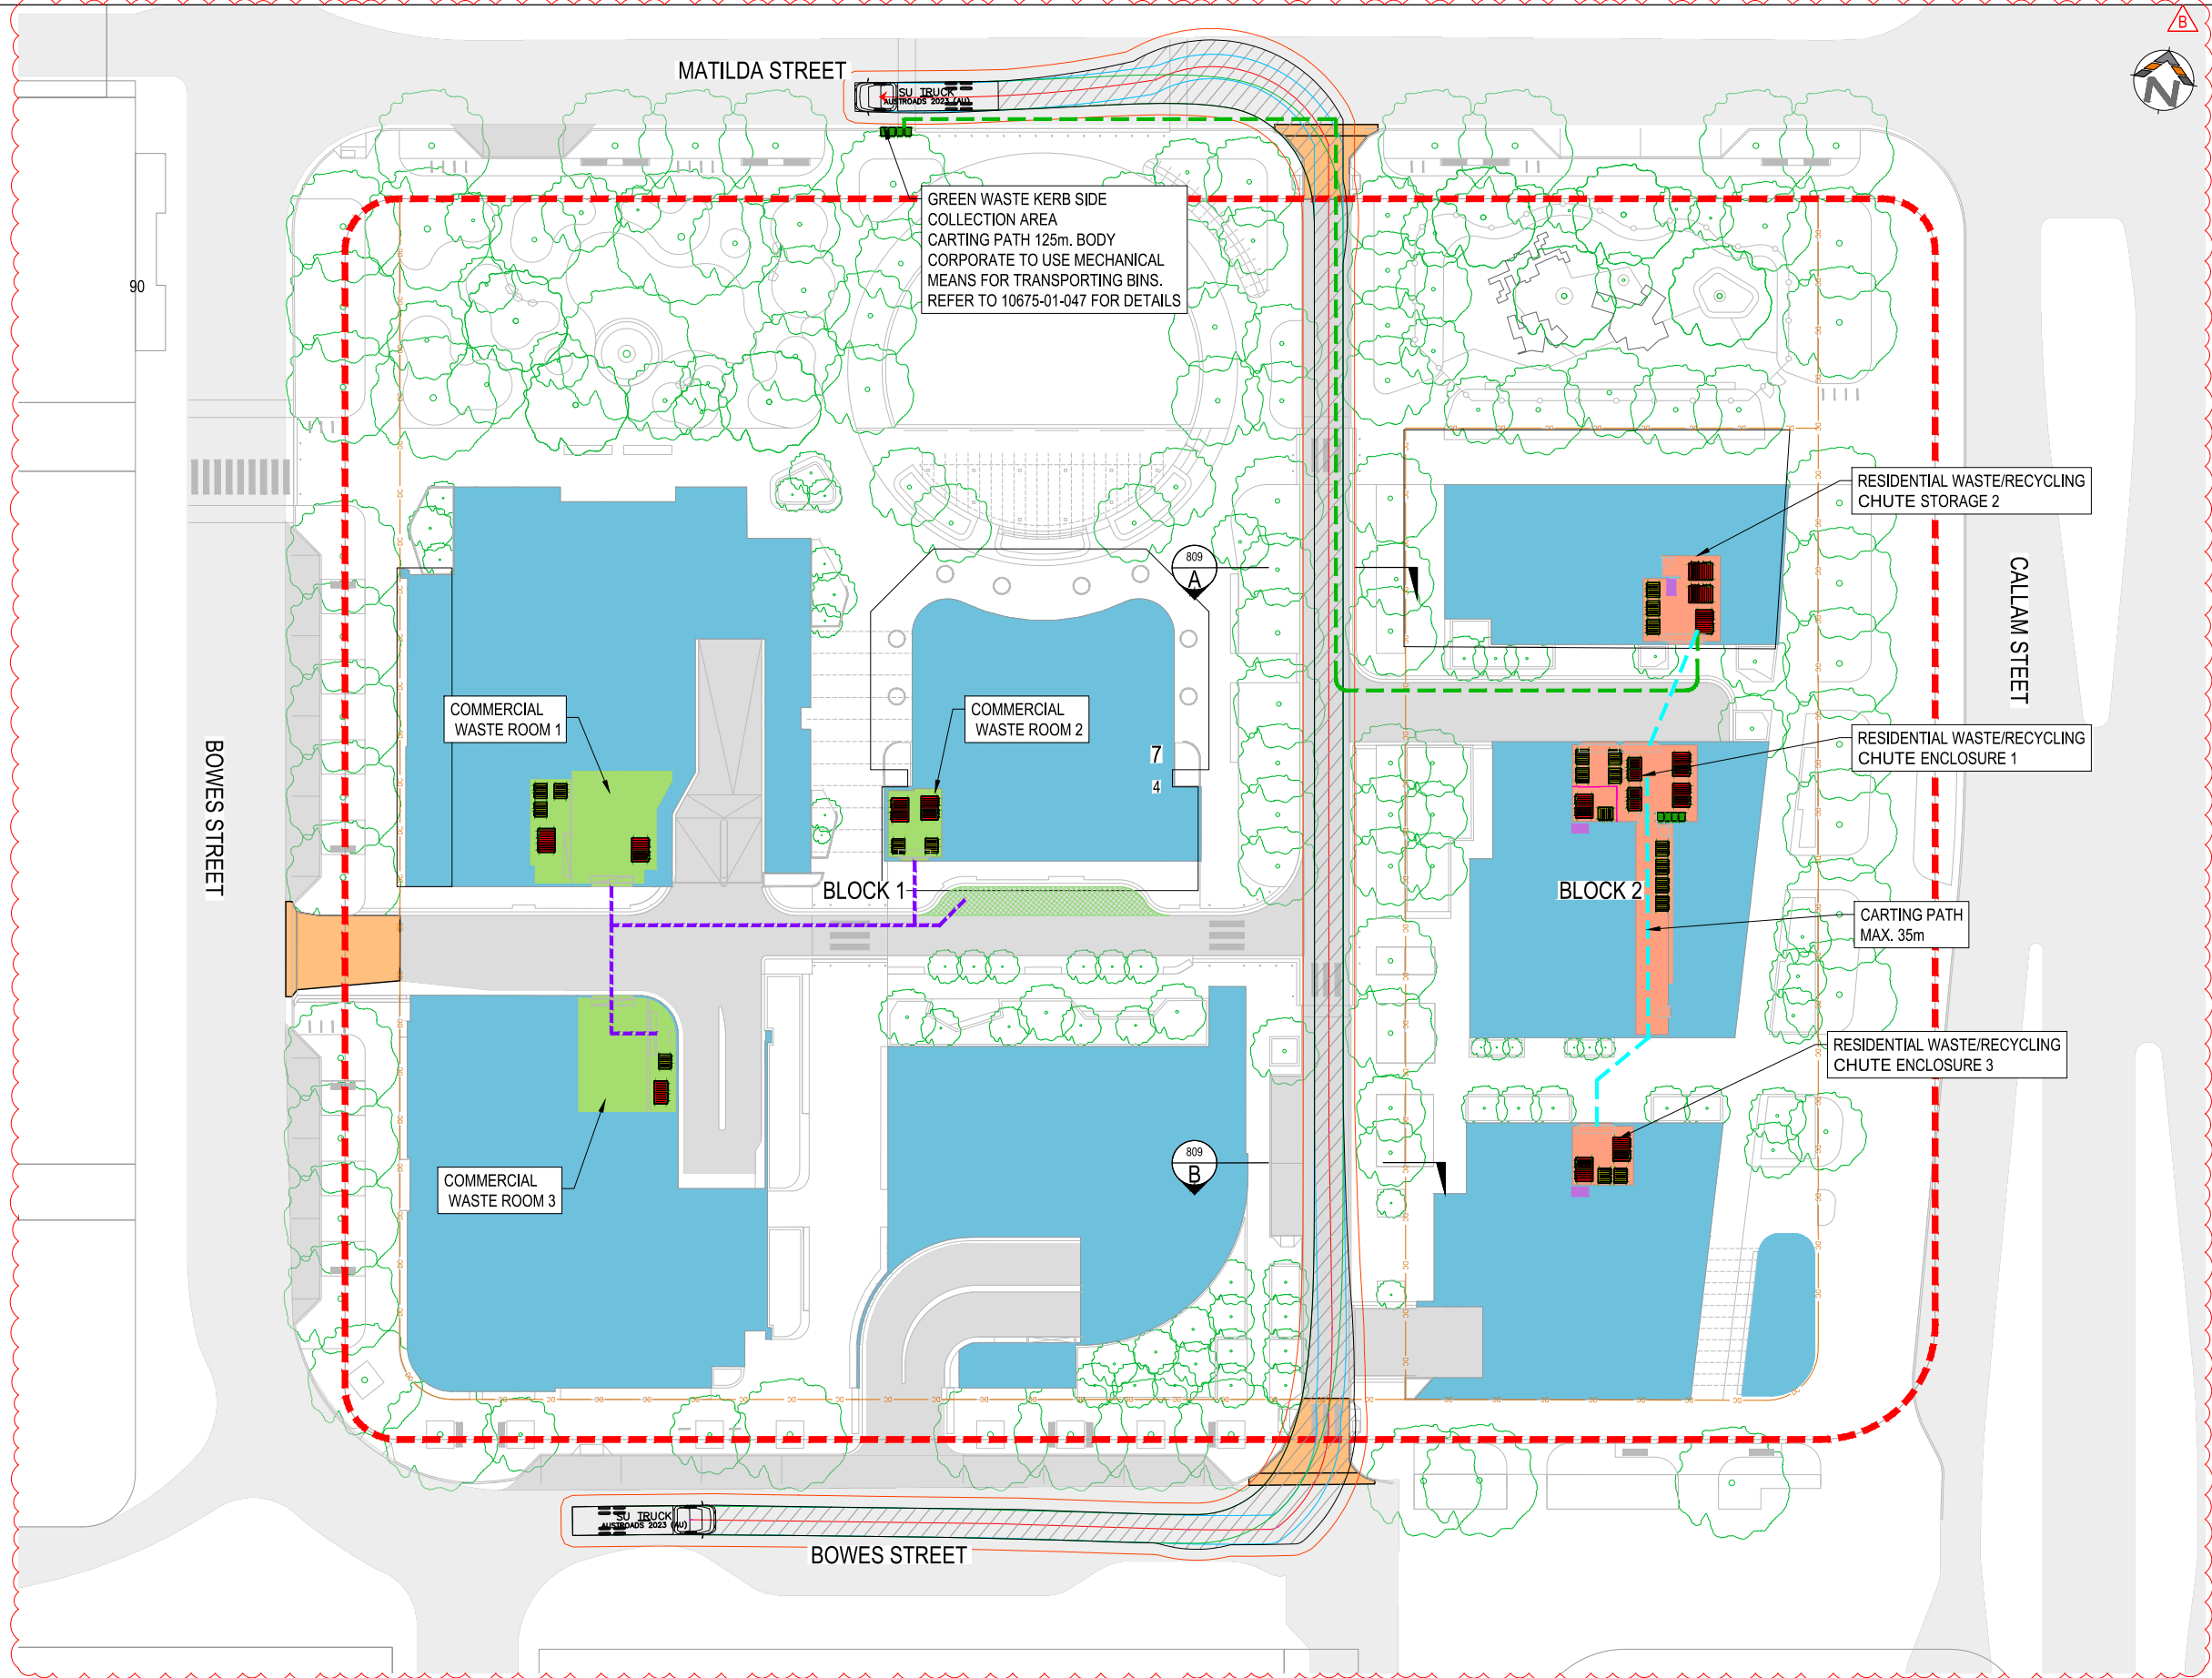 B
N
MATILDA STREET
SU TRUCK
AUSTROADS 2023 (AU)
GREEN WASTE KERB SIDE
COLLECTION AREA
CARTING PATH 125m. BODY
CORPORATE TO USE MECHANICAL
MEANS FOR TRANSPORTING BINS.
REFER TO 10675-01-047 FOR DETAILS
90
RESIDENTIAL WASTE/RECYCLING
CHUTE STORAGE 2
809
A
CALLAM STEET
COMMERCIAL
WASTE ROOM 1
COMMERCIAL
WASTE ROOM 2
7
4
RESIDENTIAL WASTE/RECYCLING
CHUTE ENCLOSURE 1
BOWES STREET
BLOCK 1
BLOCK 2
CARTING PATH
MAX. 35m
RESIDENTIAL WASTE/RECYCLING
CHUTE ENCLOSURE 3
809
B
COMMERCIAL
WASTE ROOM 3
SU TRUCK
AUSTROADS 2023 (AU)
BOWES STREET